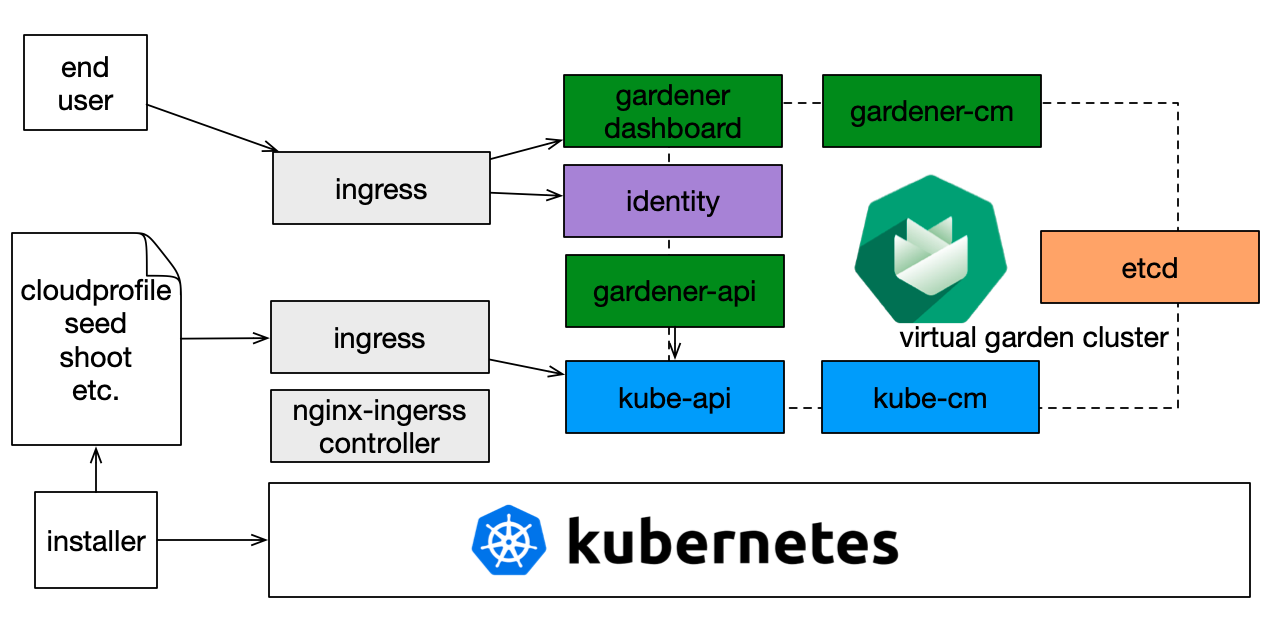 end
user
gardener
dashboard
gardener-cm
ingress
identity
cloudprofile
seed
shoot
etc.
gardener-api
etcd
ingress
virtual garden cluster
nginx-ingerss
controller
kube-api
kube-cm
installer
kubernetes